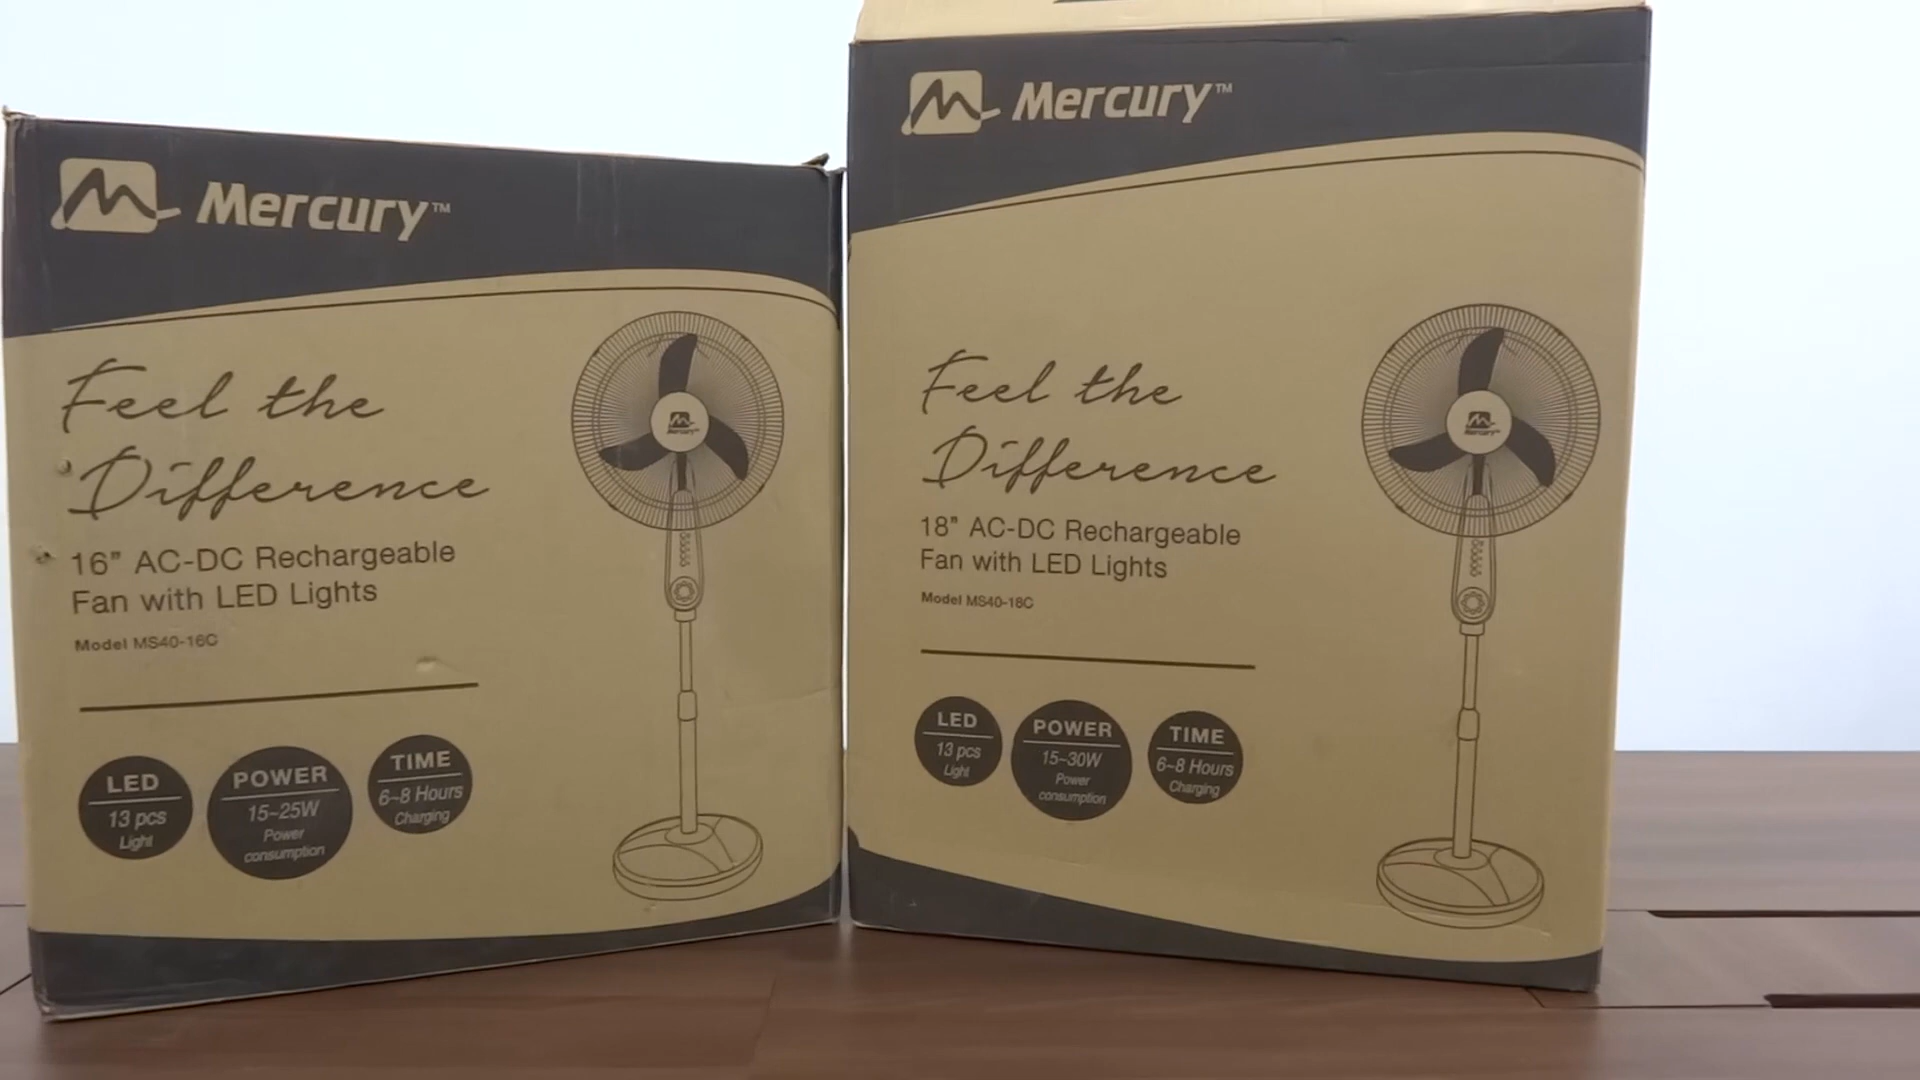 Mercury™
Feel the
Difference
16” AC-DC Rechargeable
Fan with LED Lights
Model MS40-16C
LED
13 pcs
Light
POWER
15~25W
Power
consumption
TIME
6~8 Hours
Charging
Mercury™
Mercury™
Feel the
Difference
18” AC-DC Rechargeable
Fan with LED Lights
Model MS40-18C
LED
13 pcs
Light
POWER
15~30W
Power
consumption
TIME
6~8 Hours
Charging
Mercury™